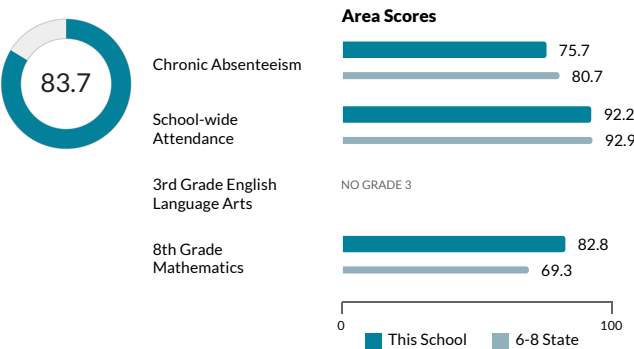 Area Scores
83.7
Chronic Absenteeism
75.7
80.7
School-wide
Attendance
92.2
92.9
3rd Grade English
Language Arts
NO GRADE 3
8th Grade
Mathematics
82.8
69.3
0
100
This School
6-8 State